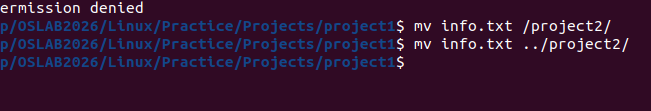 ermission denied
p/OSLAB2026/Linux/Practice/Projects/project1$ mv info.txt /project2/
p/OSLAB2026/Linux/Practice/Projects/project1$ mv info.txt ../project2/
p/OSLAB2026/Linux/Practice/Projects/project1$